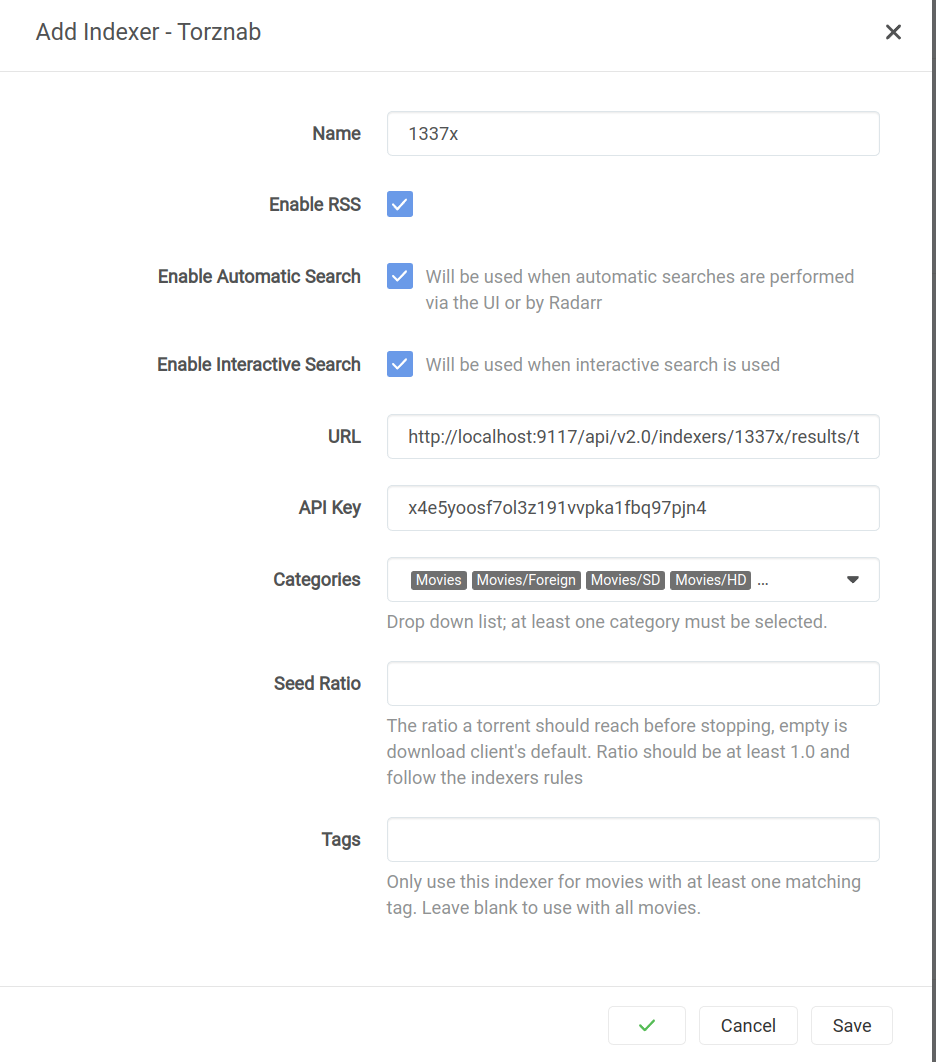 Add Indexer - Torznab
Name
1337x
Enable RSS
Enable Automatic Search
Will be used when automatic searches are performed
via the UI or by Radarr
Enable Interactive Search
Will be used when interactive search is used
URL
http://localhost:9117/api/v2.0/indexers/1337x/results/t
API Key
x4e5yoosf7ol3z191vvpka1fbq97pjn4
Categories
Movies Movies/Foreign Movies/SD Movies/HD ...
Drop down list; at least one category must be selected.
Seed Ratio
The ratio a torrent should reach before stopping, empty is
download client's default. Ratio should be at least 1.0 and
follow the indexers rules
Tags
Only use this indexer for movies with at least one matching
tag. Leave blank to use with all movies.
Cancel
Save